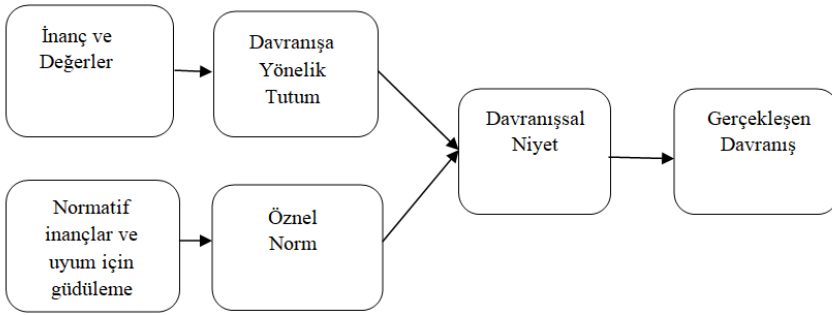 İnanç ve
Değerler
Davranışa
Yönelik
Tutum
Davranışsal
Niyet
Gerçekleşen
Davranış
Normatif
inançlar ve
uyum için
güdüleme
Öznel
Norm